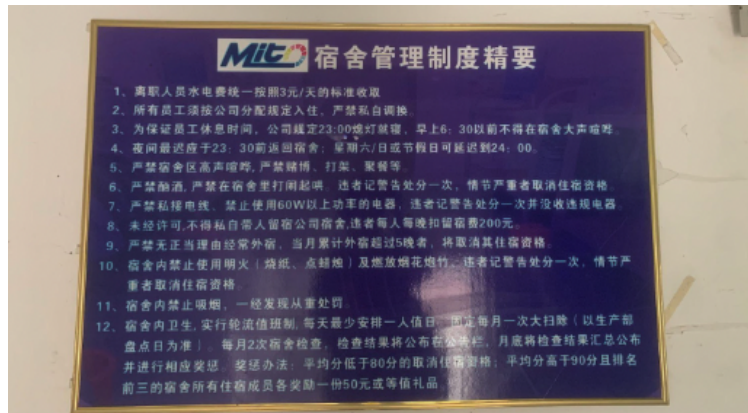 Mito 宿舍管理制度精要
1、离职人员水电费统一按照3元/天的标准收取
2、所有员工须按公司分配规定入住，严禁私自调换。
3、为保证员工休息时间，公司规定23:00熄灯就寝，早上6：30以前不得在宿舍大声喧哗。
4、夜间最迟应于23：30前返回宿舍；星期六/日或节假日可延迟到24：00。
5、严禁宿舍区高声喧哗,严禁赌博、打架、聚餐等。
6、严禁酗酒,严禁在宿舍里打闹起哄。违者记警告处分一次，情节严重者取消住宿资格。
7、严禁私接电线、禁止使用60W以上功率的电器，违者记警告处分一次并没收违规电器。
8、未经许可,不得私自带人留宿公司宿舍,违者每人每晚扣留宿费200元。
9、严禁无正当理由经常外宿，当月累计外宿超过5晚者，将取消其住宿资格。
10、宿舍内禁止使用明火（烧纸、点蜡烛）及燃放烟花炮竹，违者记警告处分一次，情节严
重者取消住宿资格。
11、宿舍内禁止吸烟，一经发现从重处罚。
12、宿舍内卫生,实行轮流值班制,每天最少安排一人值日，固定每月一次大扫除（以生产部
盘点日为准）。每月2次宿舍检查，检查结果将公布在公告栏，月底将检查结果汇总公布
并进行相应奖惩。奖惩办法：平均分低于80分的取消住宿资格；平均分高于90分且排名
前三的宿舍所有住宿成员各奖励一份50元或等值礼品。